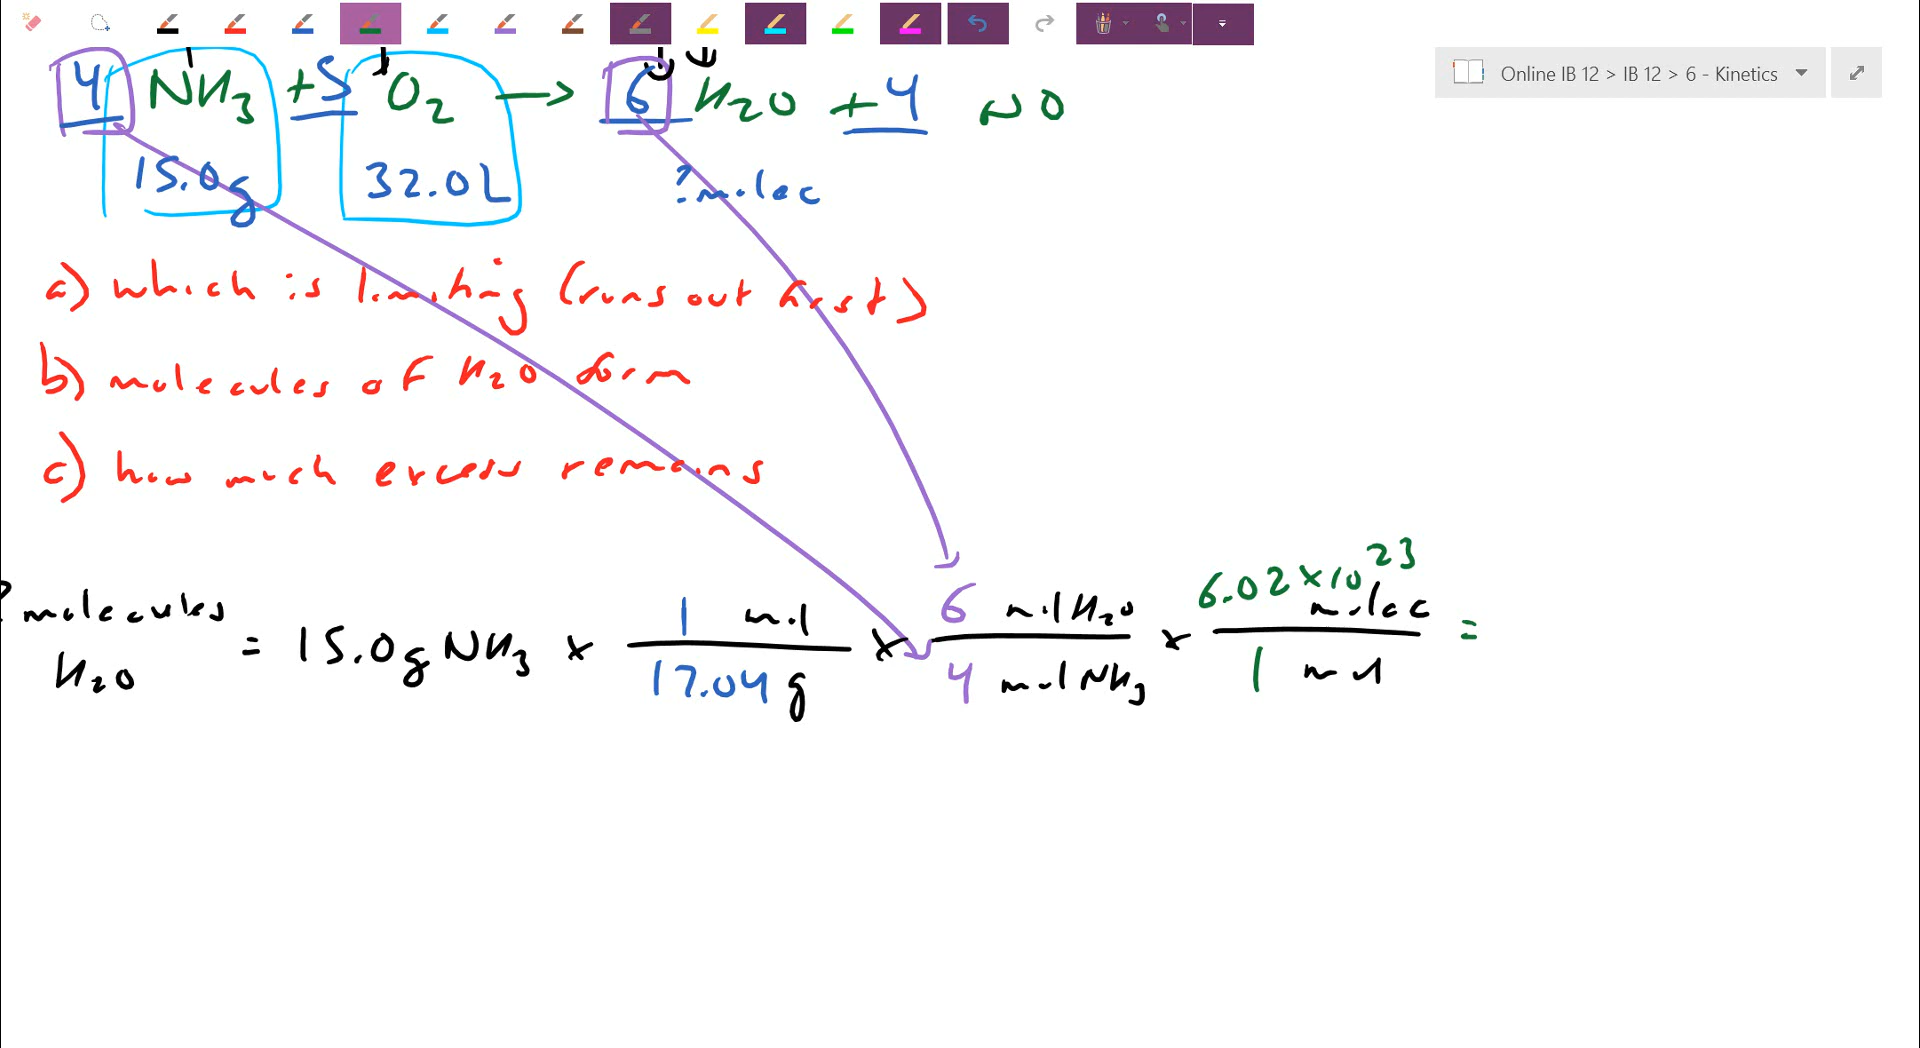 Online IB 12 > IB 12 > 6 - Kinetics
4 NH3 + 5 O2 → 6 H2O + 4 NO
15.0g 32.0L ? molec
a) which is limiting (runs out first)
b) molecules of H2O form
c) how much excess remains
? molecules H2O = 15.0g NH3 × 1 mol / 17.04 g × 6 mol H2O / 4 mol NH3 × 6.02 × 10^23 molec / 1 mol =